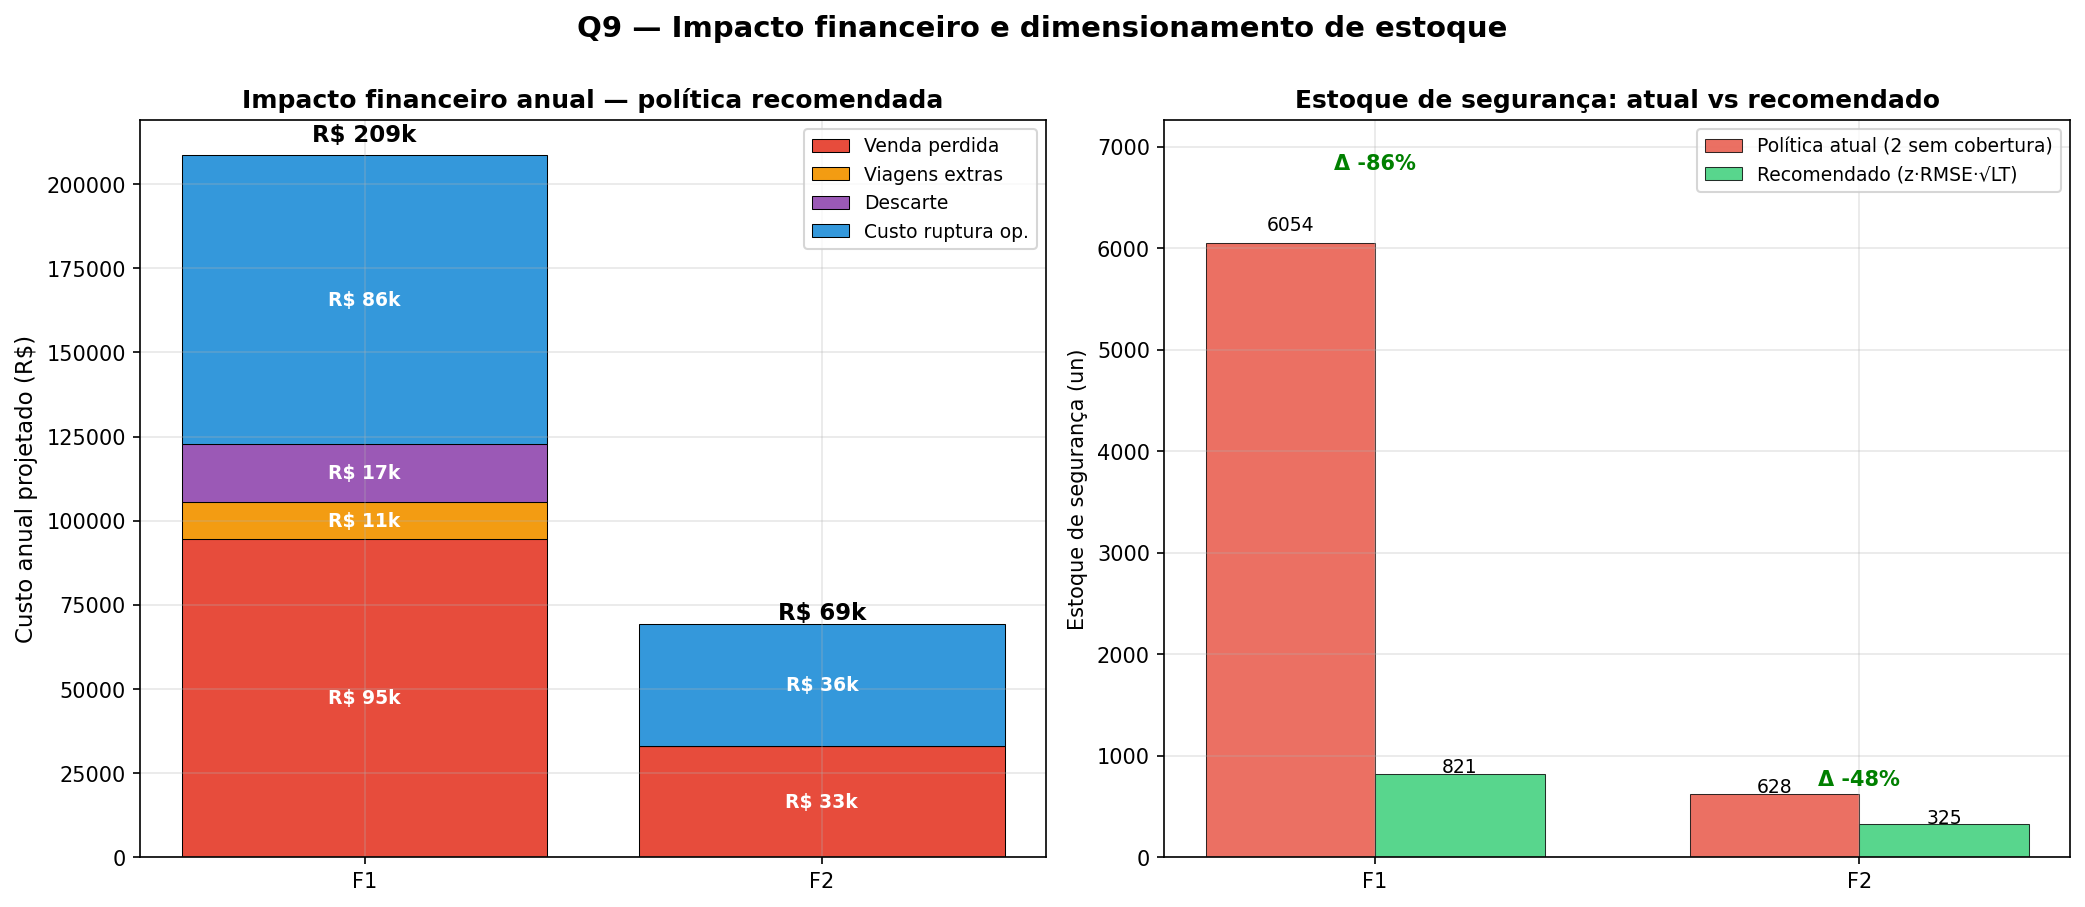 Q9 — Impacto financeiro e dimensionamento de estoque
Impacto financeiro anual — política recomendada
R$ 209k
Venda perdida
Viagens extras
Descarte
Custo ruptura op.
Custo anual projetado (R$)
200000
175000
150000
125000
100000
75000
50000
25000
0
R$ 86k
R$ 17k
R$ 11k
R$ 95k
R$ 69k
R$ 36k
R$ 33k
F1
F2
Estoque de segurança: atual vs recomendado
Política atual (2 sem cobertura)
Recomendado (z·RMSE·√LT)
Estoque de segurança (un)
7000
6000
5000
4000
3000
2000
1000
0
Δ -86%
6054
821
628
Δ -48%
325
F1
F2